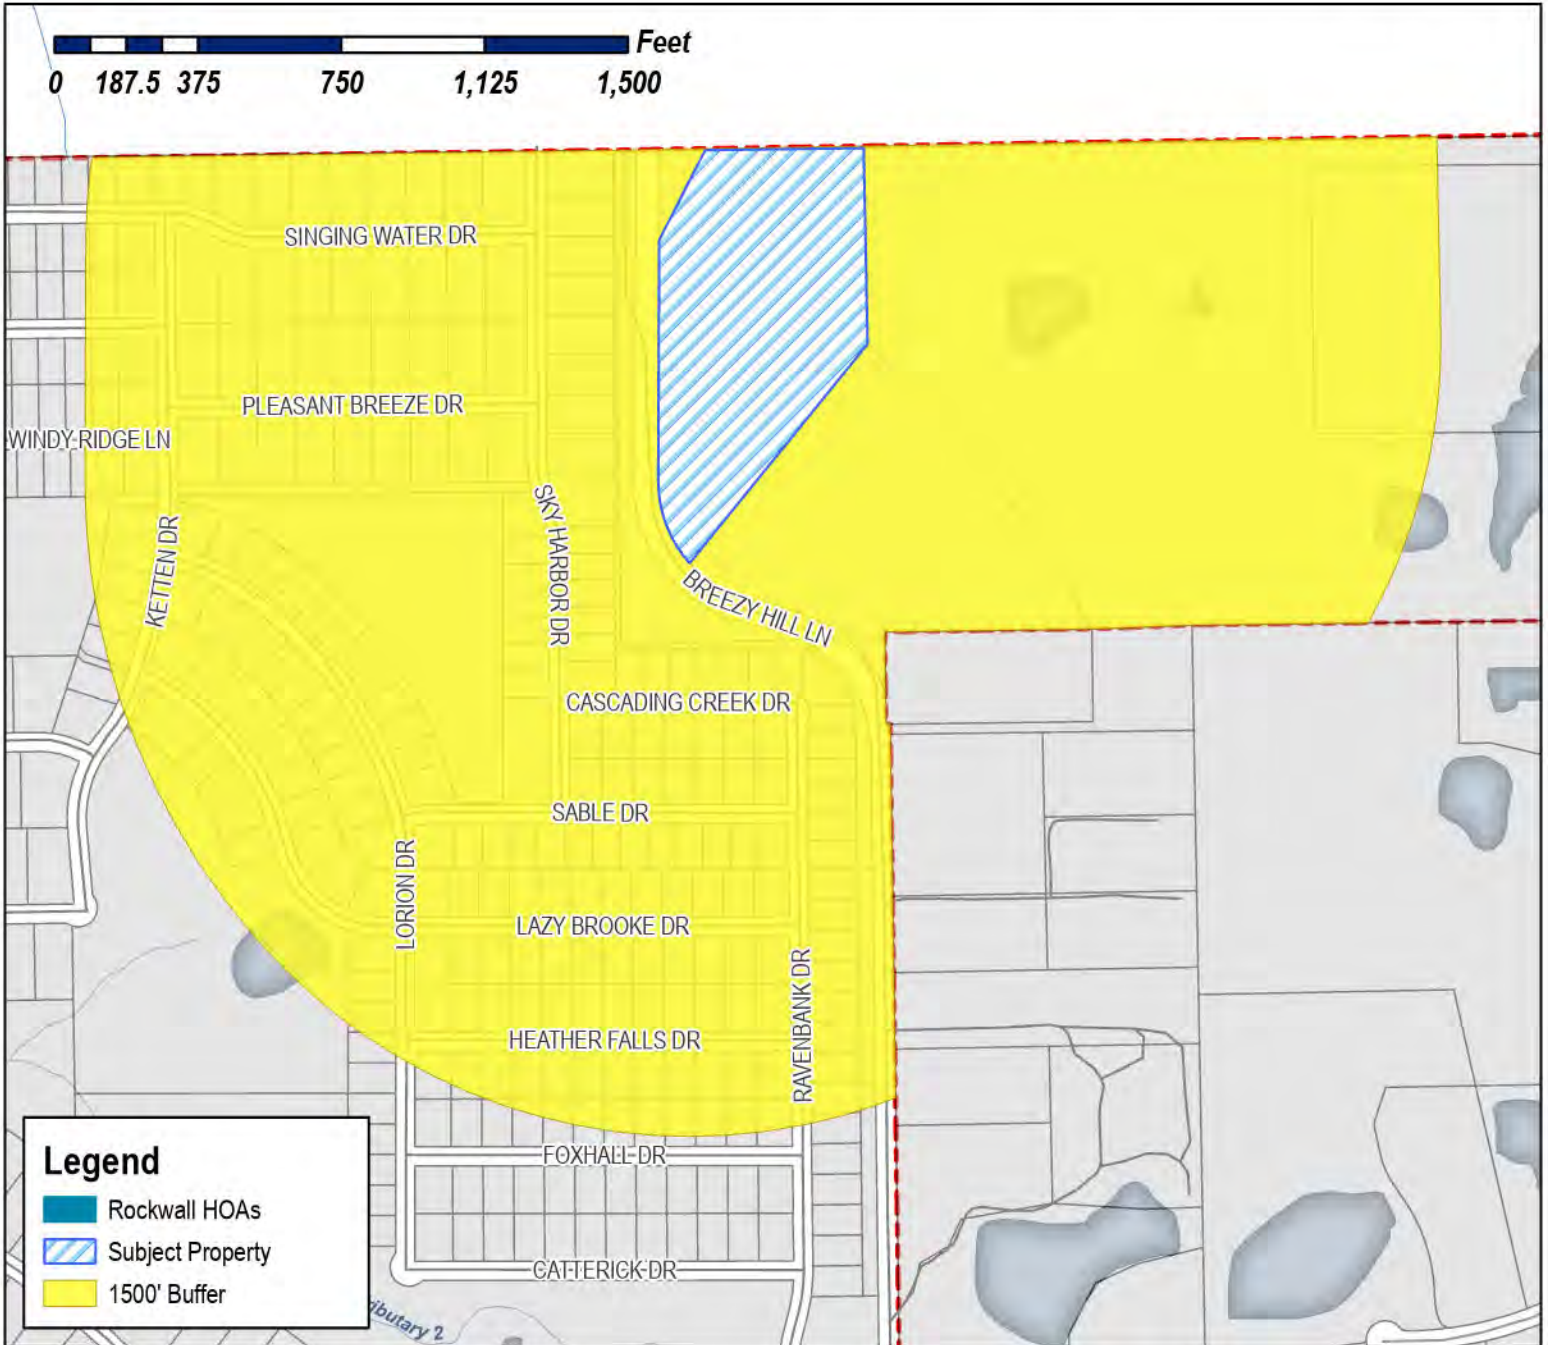 Feet
0 187.5 375 750 1,125 1,500
SINGING WATER DR
PLEASANT BREEZE DR
WINDY RIDGE LN
SKY HARBOR DR
KETTEN DR
BREEZY HILL LN
CASCADING CREEK DR
SABLE DR
LORION DR
LAZY BROOKE DR
RAVENBANK DR
HEATHER FALLS DR
FOXHALL DR
CATTERICK DR
ributary 2
Legend
Rockwall HOAs
Subject Property
1500' Buffer